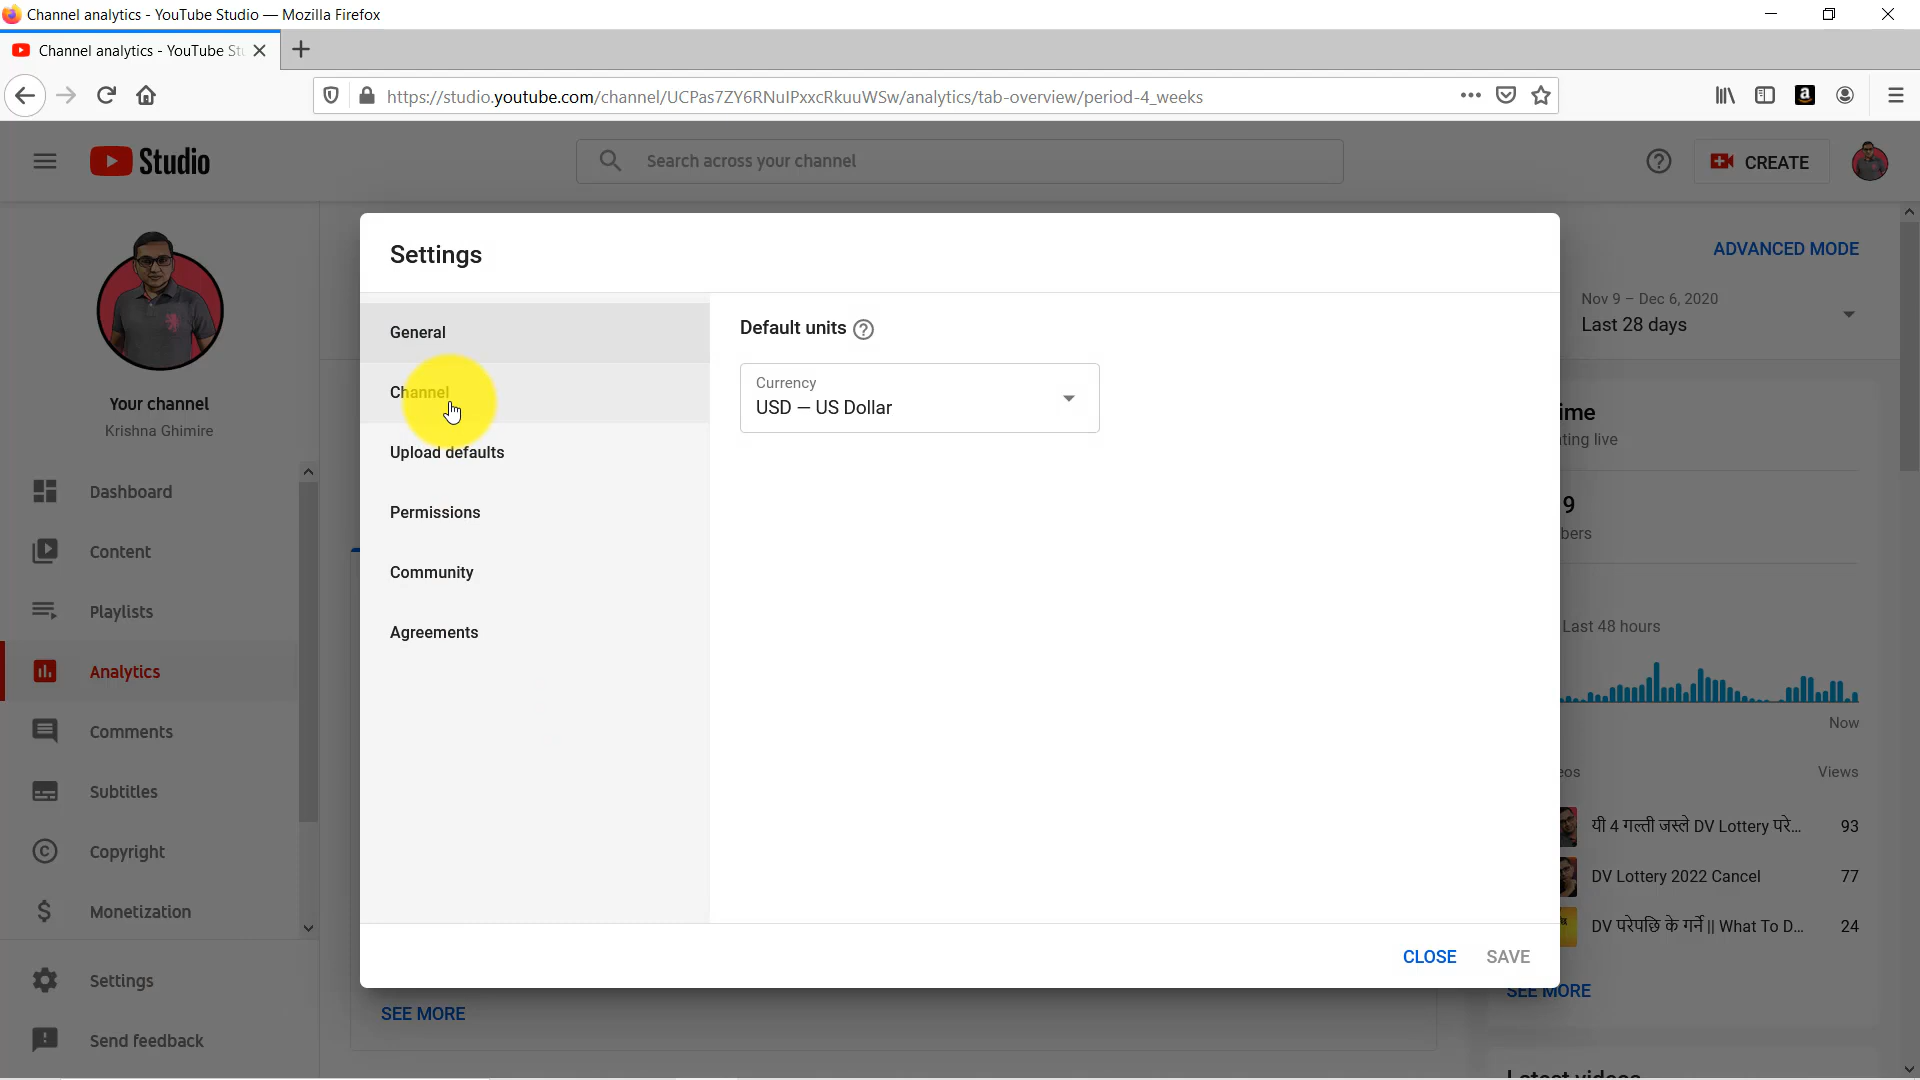 Channel analytics - YouTube Studio — Mozilla Firefox
Channel analytics - YouTube Stu
https://studio.youtube.com/channel/UCPas7ZY6RNuIPxxcRkuuWSw/analytics/tab-overview/period-4_weeks
Studio
Search across your channel
CREATE
Your channel
Krishna Ghimire
Dashboard
Content
Playlists
Analytics
Comments
Subtitles
Copyright
Monetization
Settings
Send feedback
Settings
General
Channel
Upload defaults
Permissions
Community
Agreements
Default units
Currency
USD — US Dollar
CLOSE
SAVE
SEE MORE
ADVANCED MODE
Nov 9 – Dec 6, 2020
Last 28 days
ime
ting live
9
bers
Last 48 hours
Now
eos
Views
यी 4 गल्ती जस्ले DV Lottery परे...
93
DV Lottery 2022 Cancel
77
DV परेपछि के गर्ने || What To D...
24
SEE MORE
Latest videos